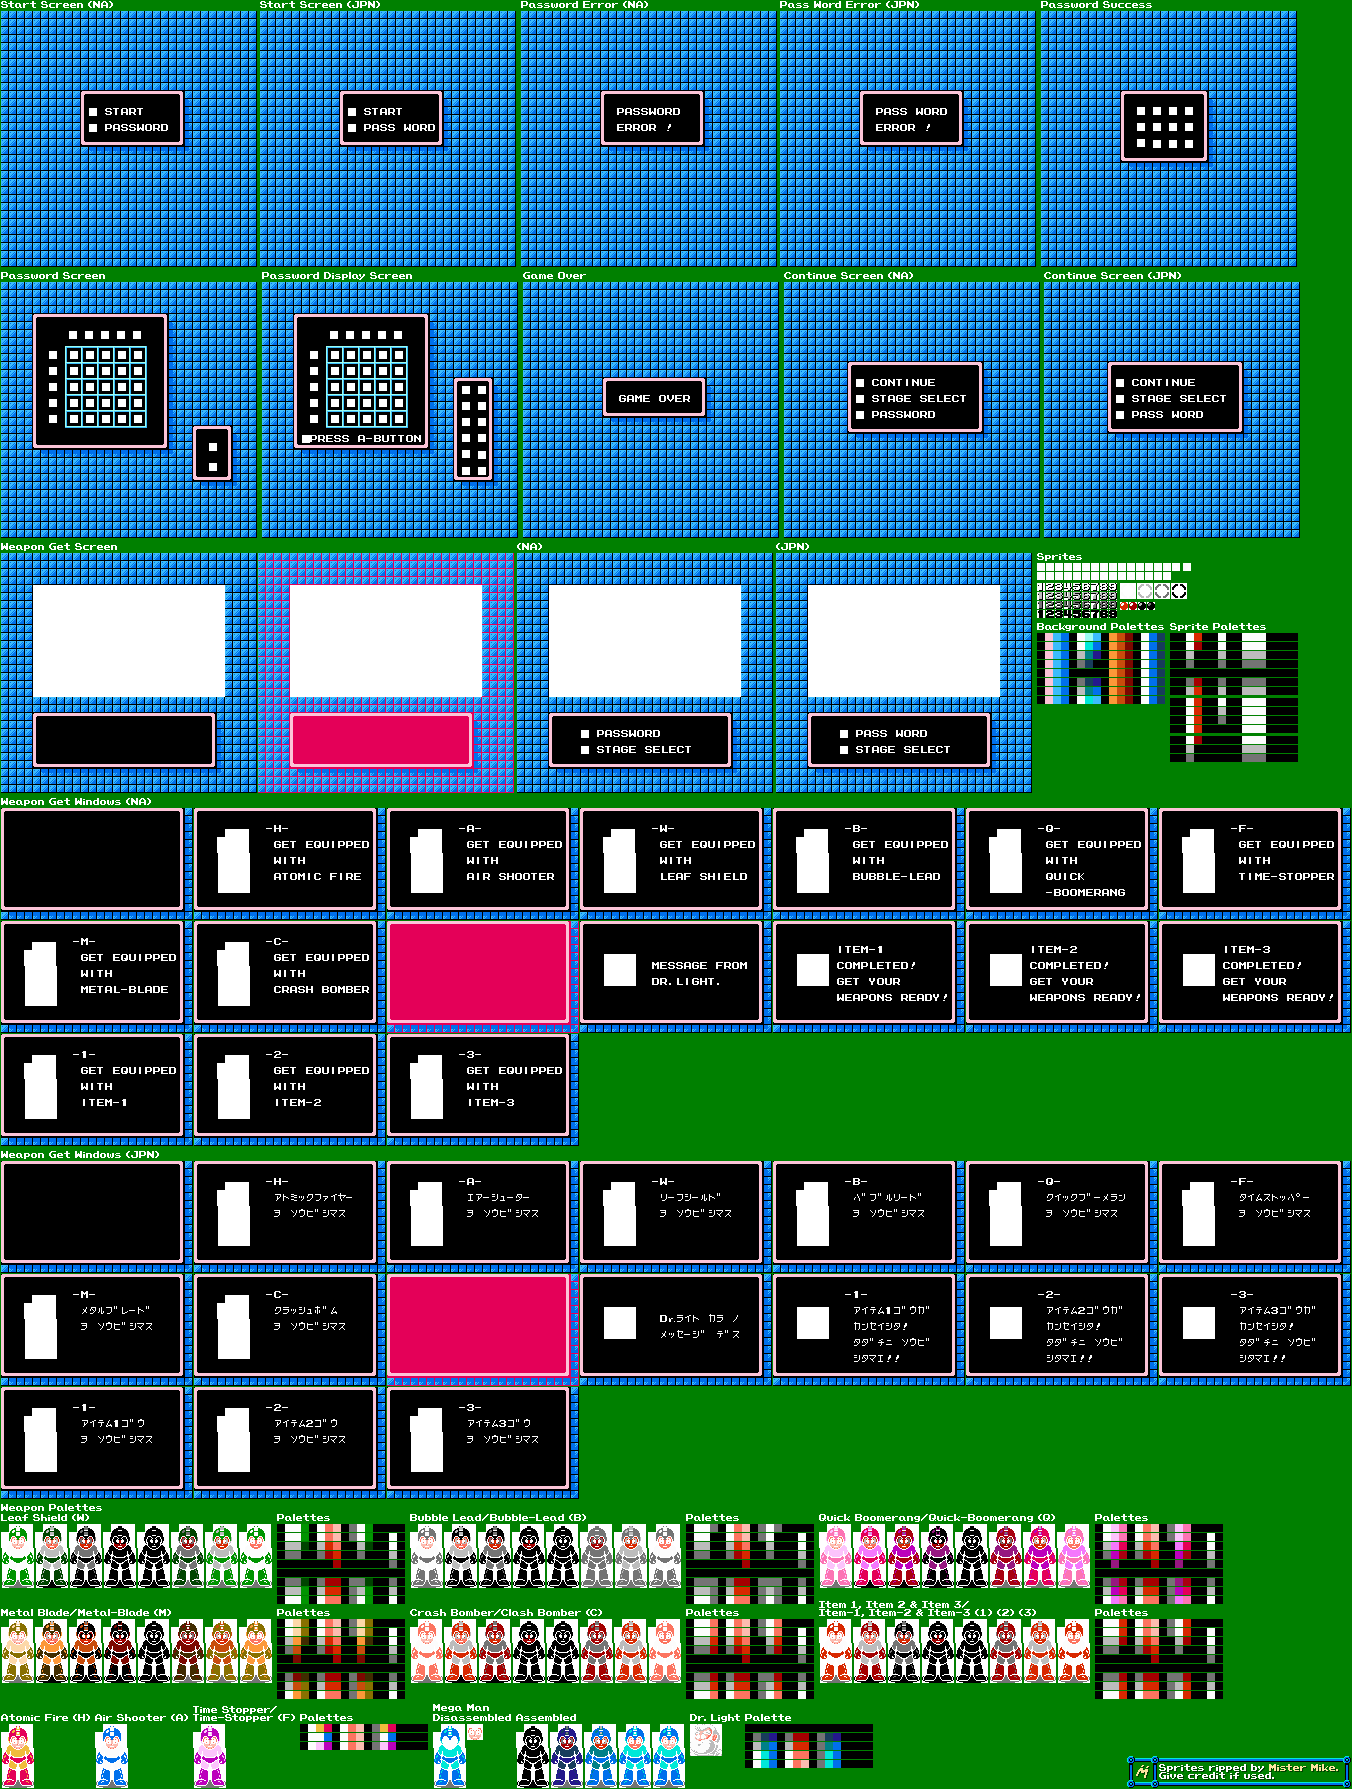 Start Screen (NA)
Start Screen (JPN)
Password Error (NA)
Pass Word Error (JPN)
Password Success
START
PASSWORD
START
PASS WORD
PASSWORD
ERROR !
PASS WORD
ERROR !
Password Screen
Password Display Screen
Game Over
Continue Screen (NA)
Continue Screen (JPN)
PRESS A-BUTTON
GAME OVER
CONTINUE
STAGE SELECT
PASSWORD
CONTINUE
STAGE SELECT
PASS WORD
Weapon Get Screen
(NA)
(JPN)
PASSWORD
STAGE SELECT
PASS WORD
STAGE SELECT
Sprites
123456789
123456789
Background Palettes
Sprite Palettes
Weapon Get Windows (NA)
-H-
GET EQUIPPED
WITH
ATOMIC FIRE
-A-
GET EQUIPPED
WITH
AIR SHOOTER
-W-
GET EQUIPPED
WITH
LEAF SHIELD
-B-
GET EQUIPPED
WITH
BUBBLE-LEAD
-Q-
GET EQUIPPED
WITH
QUICK
-BOOMERANG
-F-
GET EQUIPPED
WITH
TIME-STOPPER
-M-
GET EQUIPPED
WITH
METAL-BLADE
-C-
GET EQUIPPED
WITH
CRASH BOMBER
MESSAGE FROM
DR.LIGHT.
ITEM-1
COMPLETED!
GET YOUR
WEAPONS READY!
ITEM-2
COMPLETED!
GET YOUR
WEAPONS READY!
ITEM-3
COMPLETED!
GET YOUR
WEAPONS READY!
-1-
GET EQUIPPED
WITH
ITEM-1
-2-
GET EQUIPPED
WITH
ITEM-2
-3-
GET EQUIPPED
WITH
ITEM-3
Weapon Get Windows (JPN)
-H-
アトミックファイヤー
ヲ ソウビシマス
-A-
エアーシューター
ヲ ソウビシマス
-W-
リーフシールド
ヲ ソウビシマス
-B-
バブルリード
ヲ ソウビシマス
-Q-
クイックブーメラン
ヲ ソウビシマス
-F-
タイムストッパー
ヲ ソウビシマス
-M-
メタルブレード
ヲ ソウビシマス
-C-
クラッシュボム
ヲ ソウビシマス
Dr.ライト カラ ノ
メッセージ デス
-1-
アイテム1ゴウガ
カンセイシタ!
タダチニ ソウビ
シタマエ!!
-2-
アイテム2ゴウガ
カンセイシタ!
タダチニ ソウビ
シタマエ!!
-3-
アイテム3ゴウガ
カンセイシタ!
タダチニ ソウビ
シタマエ!!
-1-
アイテム1ゴウ
ヲ ソウビシマス
-2-
アイテム2ゴウ
ヲ ソウビシマス
-3-
アイテム3ゴウ
ヲ ソウビシマス
Weapon Palettes
Leaf Shield (W)
Palettes
Bubble Lead/Bubble-Lead (B)
Palettes
Quick Boomerang/Quick-Boomerang (Q)
Palettes
Metal Blade/Metal-Blade (M)
Palettes
Crash Bomber/Clash Bomber (C)
Palettes
Item 1, Item 2 & Item 3/
Item-1, Item-2 & Item-3 (1) (2) (3)
Palettes
Atomic Fire (H)
Air Shooter (A)
Time Stopper/
Time-Stopper (F)
Palettes
Mega Man
Disassembled
Assembled
Dr. Light
Palette
Sprites ripped by Mister Mike.
Give credit if used.